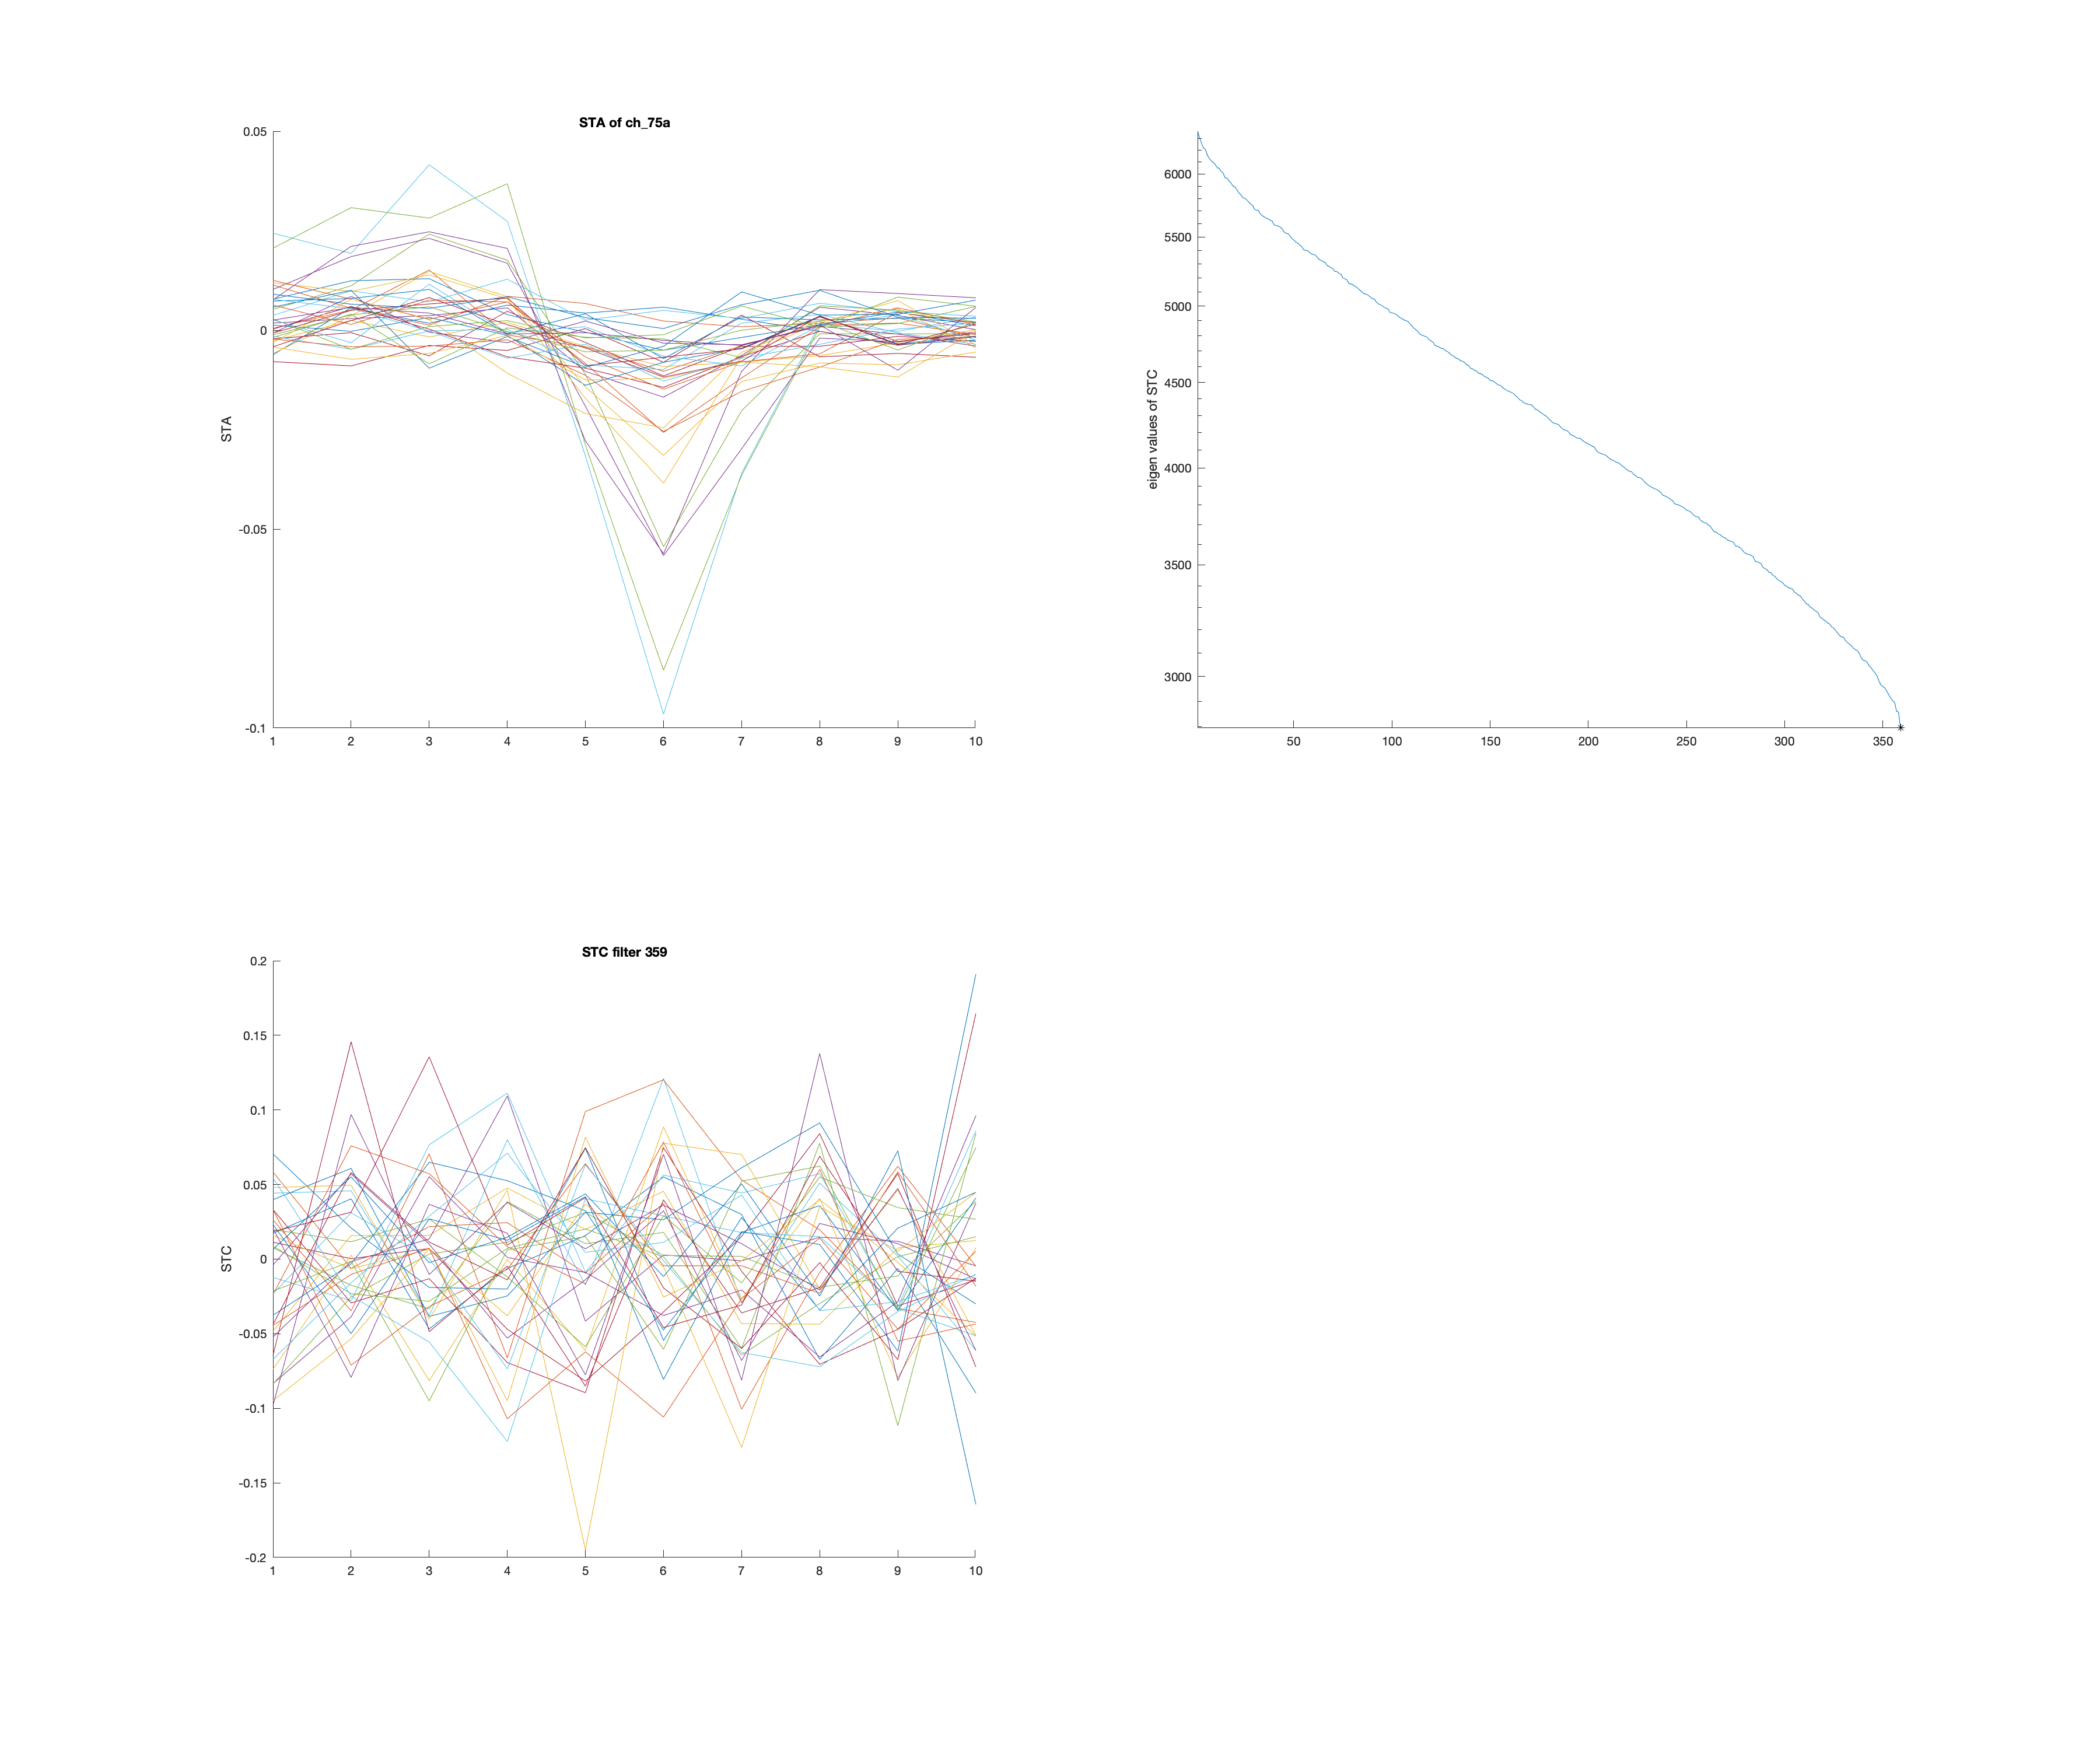 STA of ch_75a
0.05
0
-0.05
-0.1
STA
1 2 3 4 5 6 7 8 9 10
6000
5500
5000
4500
4000
3500
3000
eigen values of STC
50 100 150 200 250 300 350
STC filter 359
0.2
0.15
0.1
0.05
0
-0.05
-0.1
-0.15
-0.2
STC
1 2 3 4 5 6 7 8 9 10